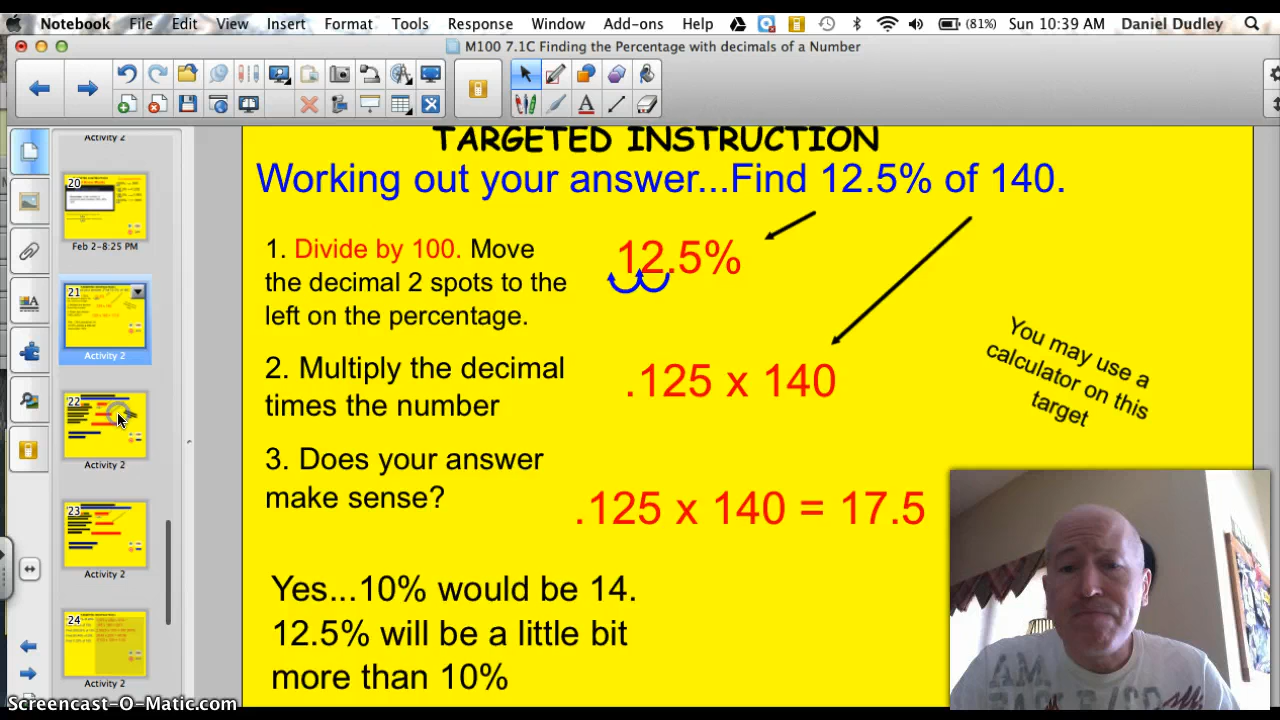 Notebook File Edit View Insert Format Tools Response Window Add-ons Help (81%) Sun 10:39 AM Daniel Dudley
M100 7.1C Finding the Percentage with decimals of a Number
Activity 2
20
Feb 2-8:25 PM
21
Activity 2
22
Activity 2
23
Activity 2
24
Activity 2
TARGETED INSTRUCTION
Working out your answer...Find 12.5% of 140.
1. Divide by 100. Move
the decimal 2 spots to the
left on the percentage.
12.5%
2. Multiply the decimal
times the number
.125 x 140
You may use a
calculator on this
target
3. Does your answer
make sense?
.125 x 140 = 17.5
Yes...10% would be 14.
12.5% will be a little bit
more than 10%
Screencast-O-Matic.com